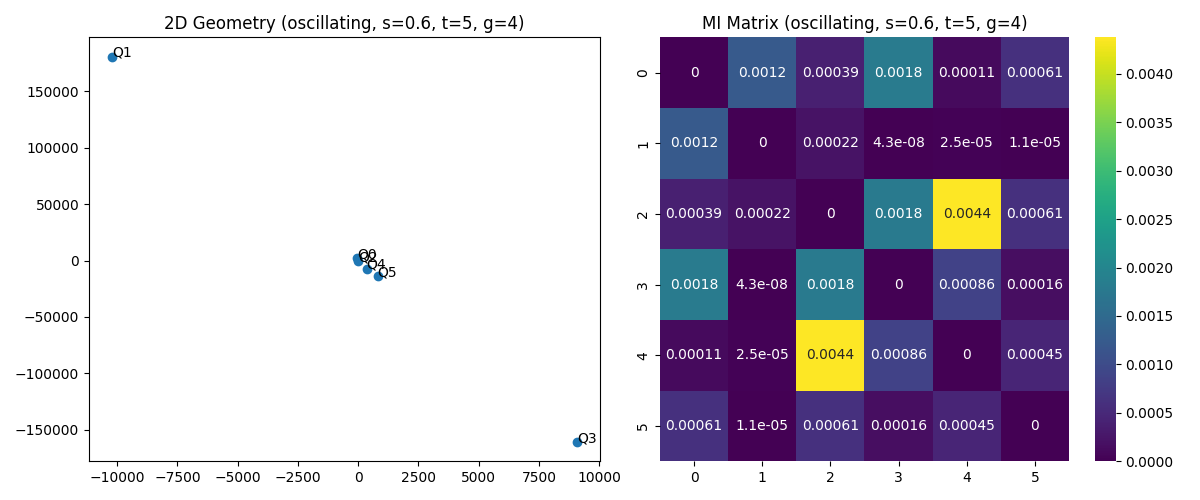 2D Geometry (oscillating, s=0.6, t=5, g=4)
Q1
Q0
Q2
Q4
Q5
Q3
150000
100000
50000
0
−50000
−100000
−150000
−10000 −7500 −5000 −2500 0 2500 5000 7500 10000
MI Matrix (oscillating, s=0.6, t=5, g=4)
0 0 0.0012 0.00039 0.0018 0.00011 0.00061
1 0.0012 0 0.00022 4.3e-08 2.5e-05 1.1e-05
2 0.00039 0.00022 0 0.0018 0.0044 0.00061
3 0.0018 4.3e-08 0.0018 0 0.00086 0.00016
4 0.00011 2.5e-05 0.0044 0.00086 0 0.00045
5 0.00061 1.1e-05 0.00061 0.00016 0.00045 0
0 1 2 3 4 5
0.0040
0.0035
0.0030
0.0025
0.0020
0.0015
0.0010
0.0005
0.0000